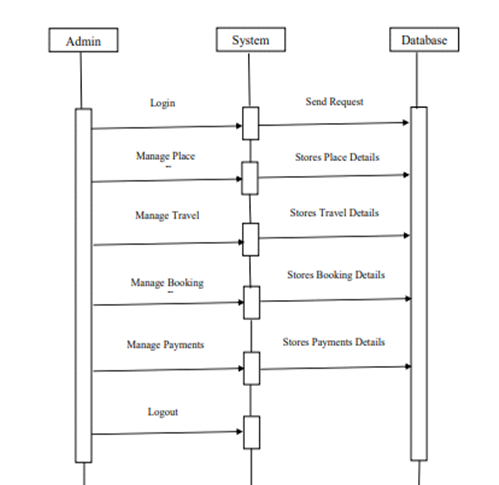 Admin
System
Database
Login
Send Request
Manage Place
Stores Place Details
Manage Travel
Stores Travel Details
Manage Booking
Stores Booking Details
Manage Payments
Stores Payments Details
Logout